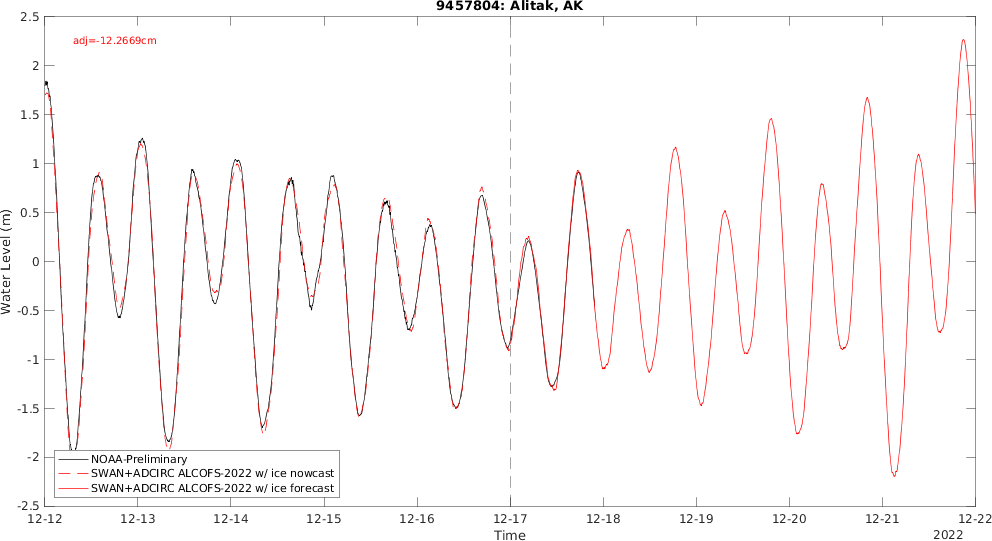 9457804: Alitak, AK
adj=-12.2669cm
Water Level (m)
2.5
2
1.5
1
0.5
0
-0.5
-1
-1.5
-2
-2.5
NOAA-Preliminary
SWAN+ADCIRC ALCOFS-2022 w/ ice nowcast
SWAN+ADCIRC ALCOFS-2022 w/ ice forecast
12-12 12-13 12-14 12-15 12-16 12-17 12-18 12-19 12-20 12-21 12-22
Time
2022